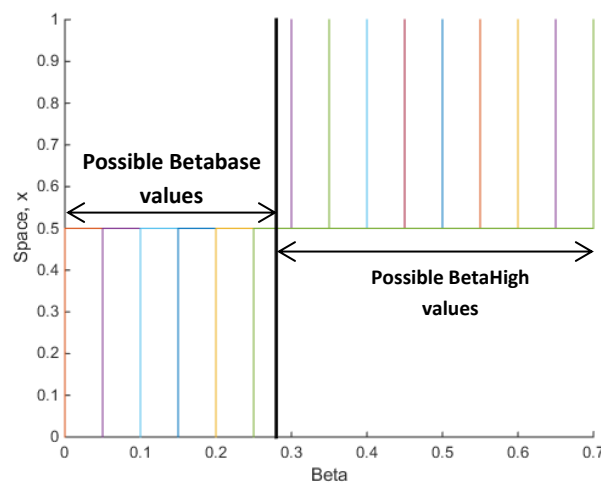 1
0.9
0.8
0.7
0.6
0.5
0.4
0.3
0.2
0.1
0
Space, x
Possible Betabase
values
Possible BetaHigh
values
0 0.1 0.2 0.3 0.4 0.5 0.6 0.7
Beta